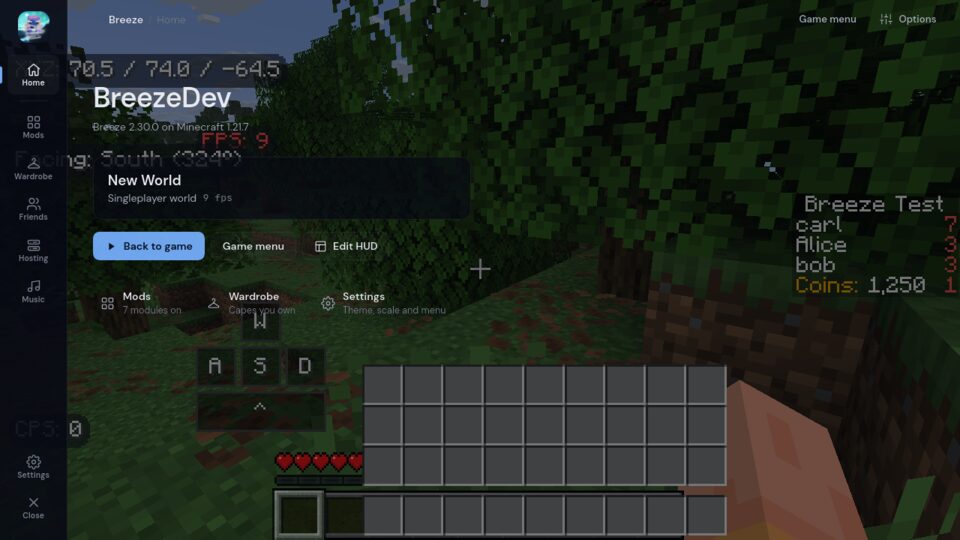 Breeze / Home
Game menu
Options
XYZ: 70.5 / 74.0 / -64.5
Home
BreezeDev
Breeze 2.30.0 on Minecraft 1.21.7
FPS: 9
Mods
Facing: South (324°)
Wardrobe
New World
Singleplayer world 9 fps
Friends
Breeze Test
carl 7
Alice 3
bob 3
Coins: 1,250 1
Hosting
Back to game
Game menu
Edit HUD
Music
Mods
7 modules on
Wardrobe
Capes you own
Settings
Theme, scale and menu
W
A S D
^
CPS: 0
Settings
Close